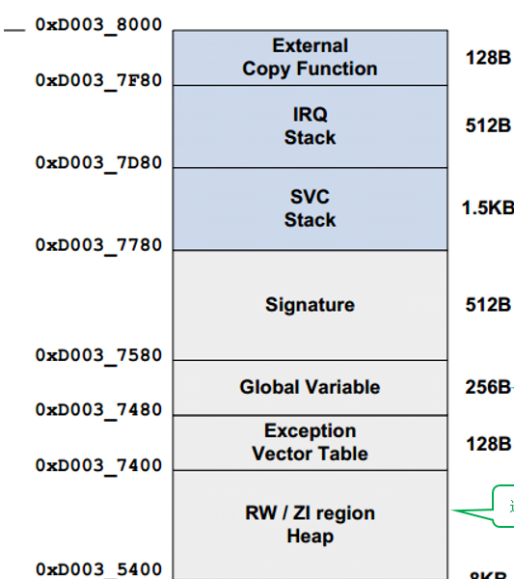 0xD003_8000
External
Copy Function
128B
0xD003_7F80
IRQ
Stack
512B
0xD003_7D80
SVC
Stack
1.5KB
0xD003_7780
Signature
512B
0xD003_7580
Global Variable
256B
0xD003_7480
Exception
Vector Table
128B
0xD003_7400
RW / ZI region
Heap
0xD003_5400
8KB